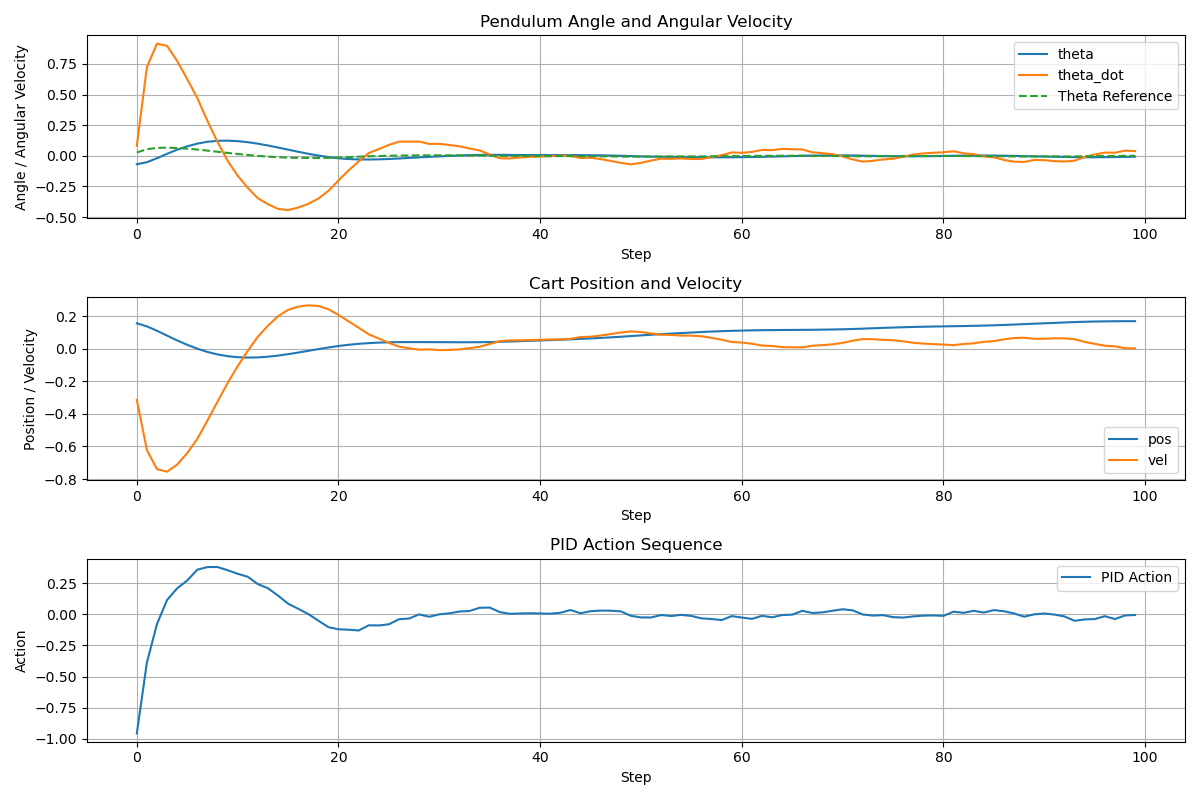 Pendulum Angle and Angular Velocity
Angle / Angular Velocity
0.75
0.50
0.25
0.00
−0.25
−0.50
theta
theta_dot
Theta Reference
0
20
40
60
80
100
Step
Cart Position and Velocity
Position / Velocity
0.2
0.0
−0.2
−0.4
−0.6
−0.8
pos
vel
0
20
40
60
80
100
Step
PID Action Sequence
Action
0.25
0.00
−0.25
−0.50
−0.75
−1.00
PID Action
0
20
40
60
80
100
Step